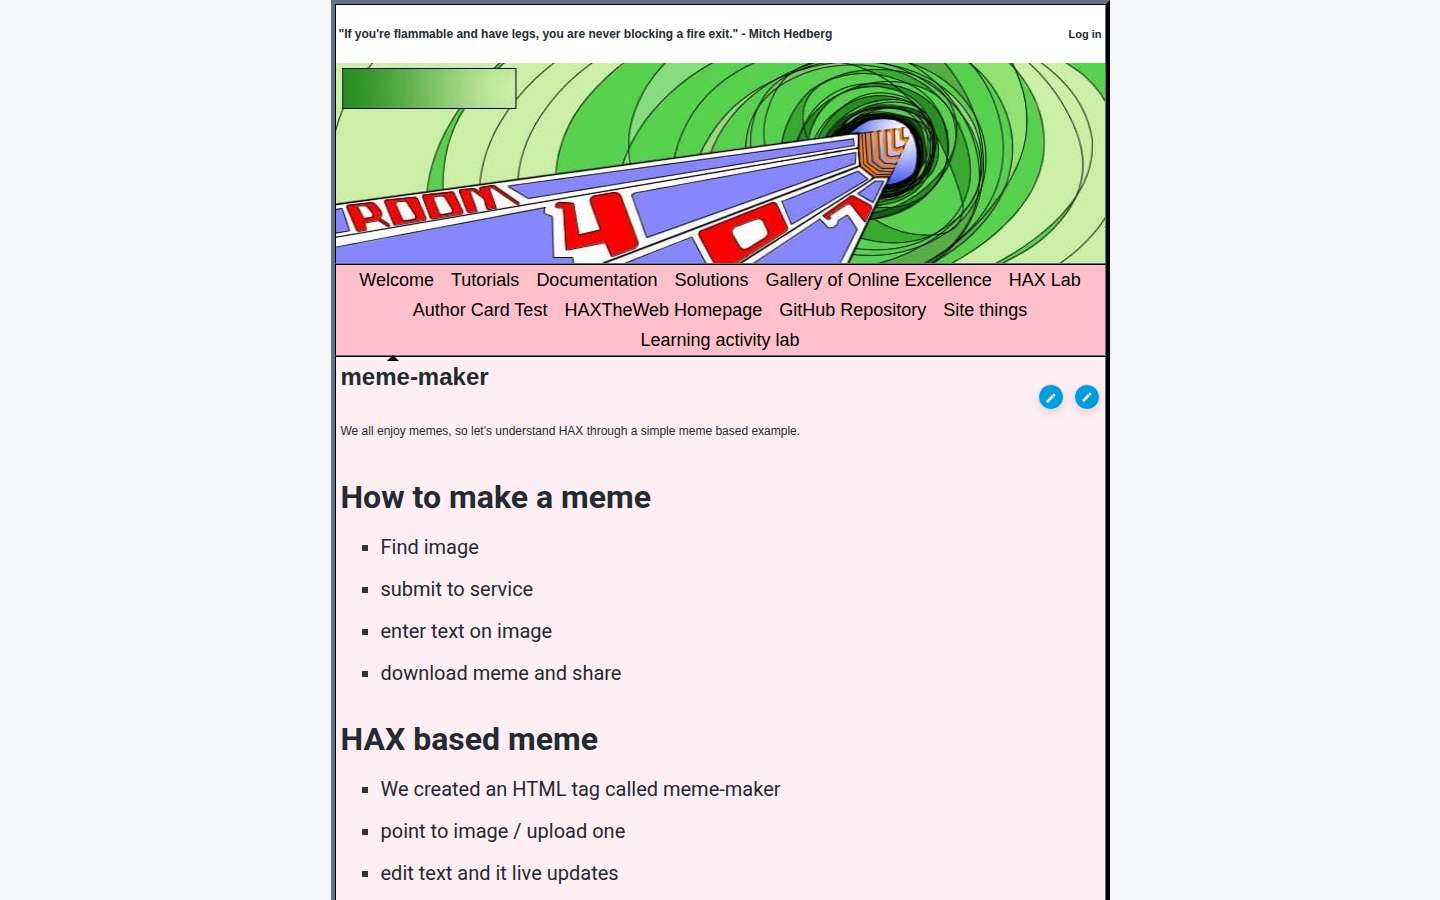 "If you're flammable and have legs, you are never blocking a fire exit." - Mitch Hedberg
Log in
ROOM
401
Welcome Tutorials Documentation Solutions Gallery of Online Excellence HAX Lab
Author Card Test HAXTheWeb Homepage GitHub Repository Site things
Learning activity lab
meme-maker
We all enjoy memes, so let's understand HAX through a simple meme based example.
How to make a meme
Find image
submit to service
enter text on image
download meme and share
HAX based meme
We created an HTML tag called meme-maker
point to image / upload one
edit text and it live updates